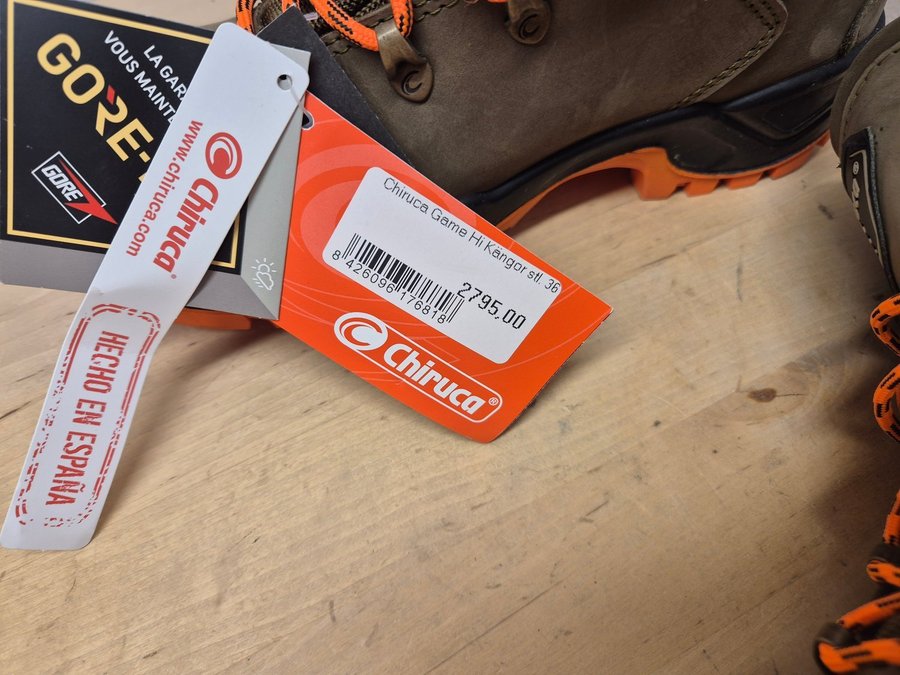 LA GAR
VOUS MAINT
GORE-
GORE
www.chiruca.com
Chiruca®
HECHO EN ESPAÑA
Chiruca Game Hi Kängor stl. 36
8 426096 176818
2795,00
Chiruca®